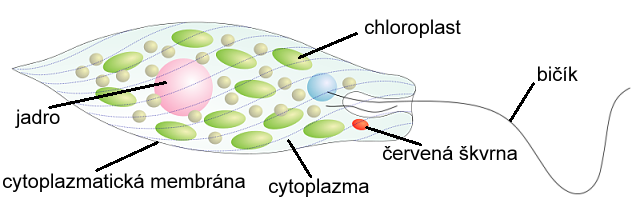 chloroplast
bičík
jadro
červená škvrna
cytoplazmatická membrána
cytoplazma